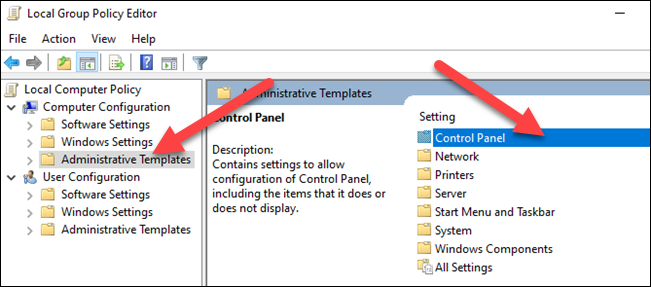 Local Group Policy Editor
File Action View Help
Local Computer Policy
Computer Configuration
Software Settings
Windows Settings
Administrative Templates
User Configuration
Software Settings
Windows Settings
Administrative Templates
Administrative Templates
Control Panel
Description:
Contains settings to allow
configuration of Control Panel,
including the items that it does or
does not display.
Setting
Control Panel
Network
Printers
Server
Start Menu and Taskbar
System
Windows Components
All Settings